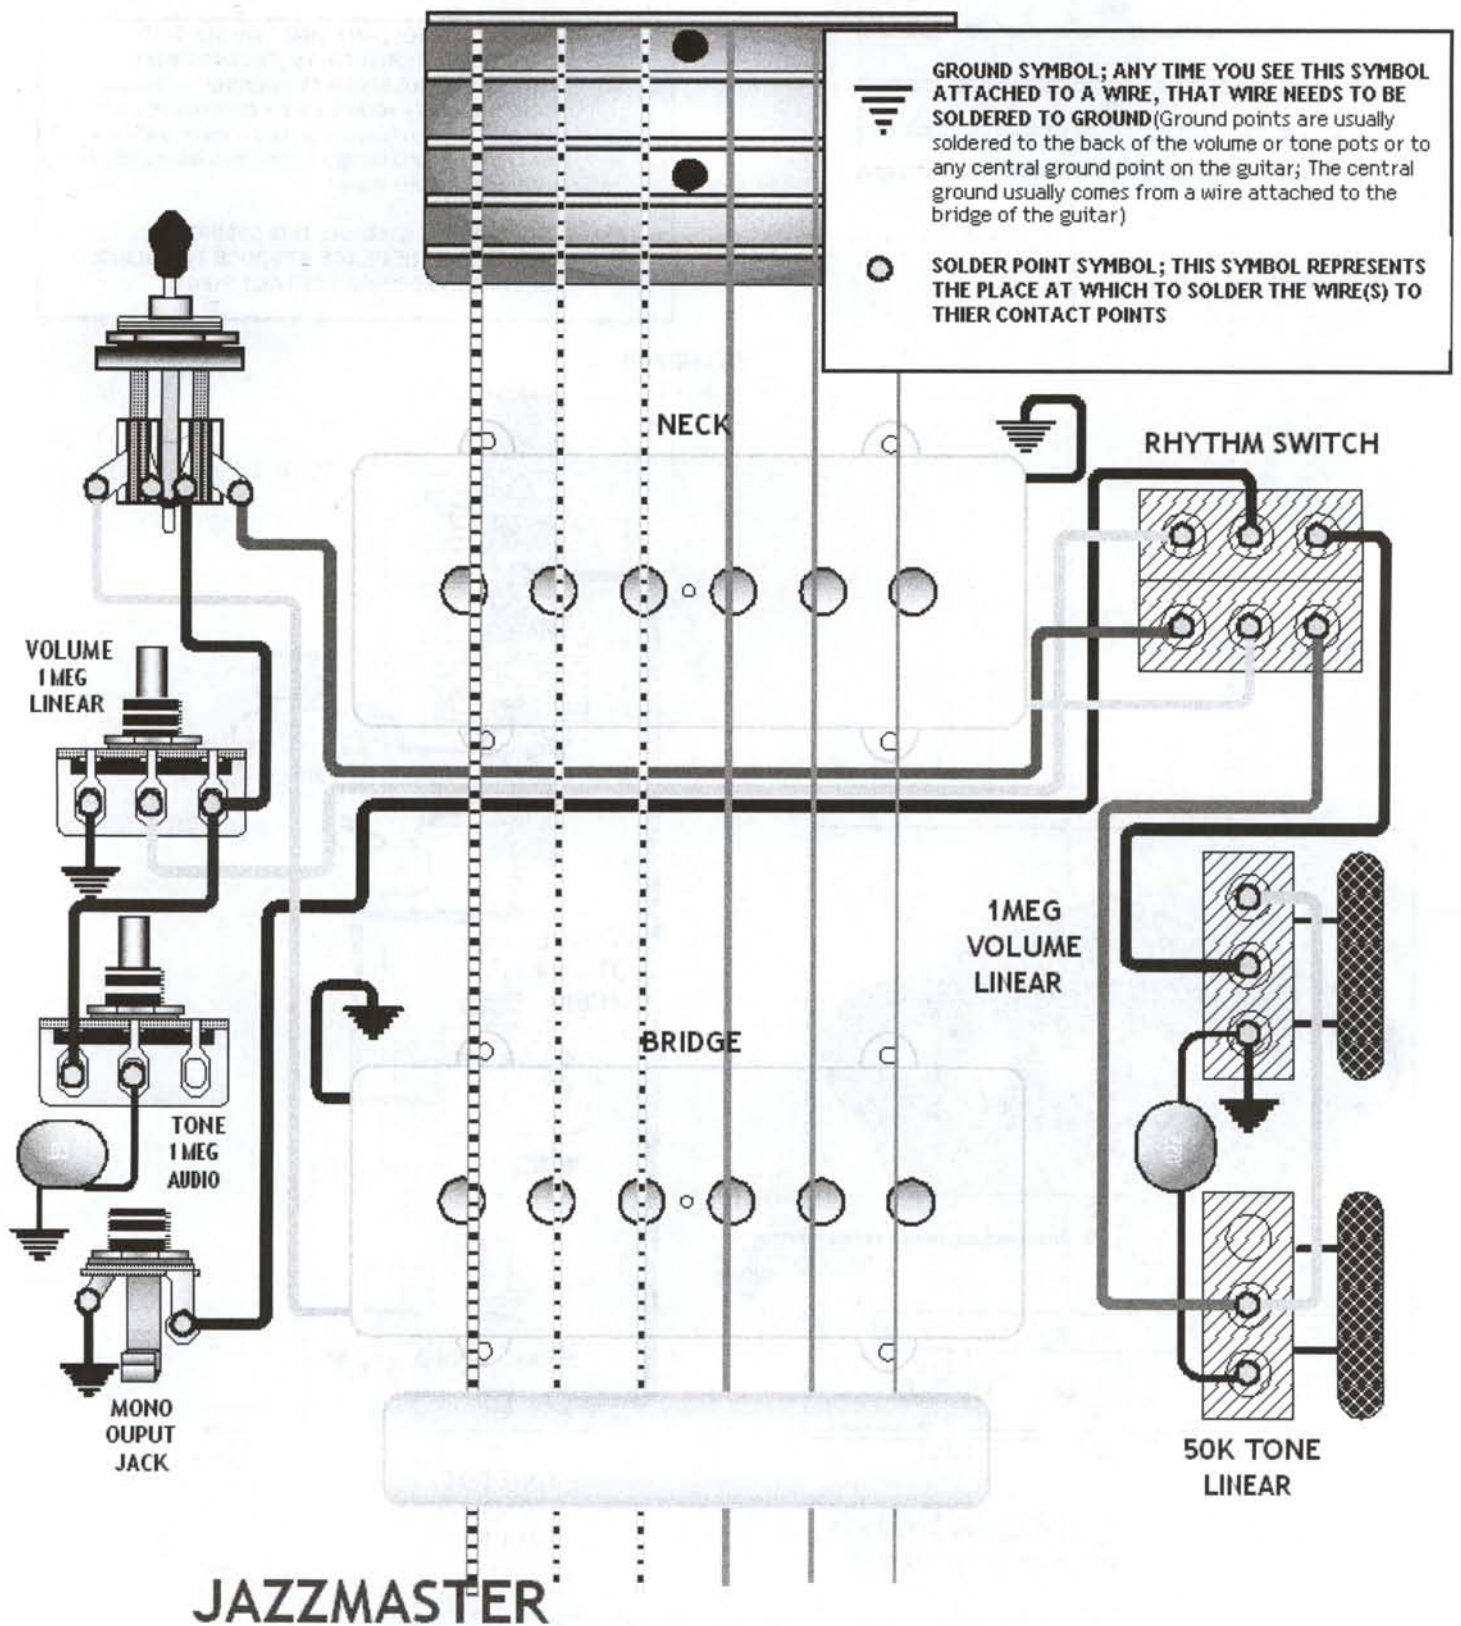 GROUND SYMBOL; ANY TIME YOU SEE THIS SYMBOL
ATTACHED TO A WIRE, THAT WIRE NEEDS TO BE
SOLDERED TO GROUND(Ground points are usually
soldered to the back of the volume or tone pots or to
any central ground point on the guitar; The central
ground usually comes from a wire attached to the
bridge of the guitar)
SOLDER POINT SYMBOL; THIS SYMBOL REPRESENTS
THE PLACE AT WHICH TO SOLDER THE WIRE(S) TO
THIER CONTACT POINTS
NECK
RHYTHM SWITCH
VOLUME
1 MEG
LINEAR
1MEG
VOLUME
LINEAR
BRIDGE
TONE
1 MEG
AUDIO
MONO
OUPUT
JACK
50K TONE
LINEAR
JAZZMASTER